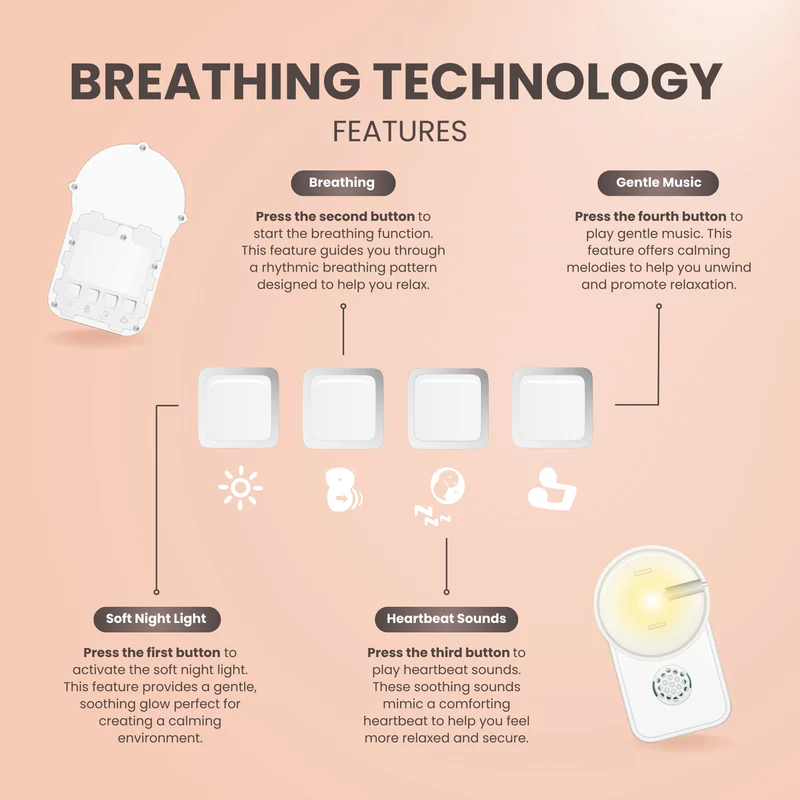 BREATHING TECHNOLOGY
FEATURES
Breathing
Press the second button to
start the breathing function.
This feature guides you through
a rhythmic breathing pattern
designed to help you relax.
Gentle Music
Press the fourth button to
play gentle music. This
feature offers calming
melodies to help you unwind
and promote relaxation.
Soft Night Light
Press the first button to
activate the soft night light.
This feature provides a gentle,
soothing glow perfect for
creating a calming
environment.
Heartbeat Sounds
Press the third button to
play heartbeat sounds.
These soothing sounds
mimic a comforting
heartbeat to help you feel
more relaxed and secure.